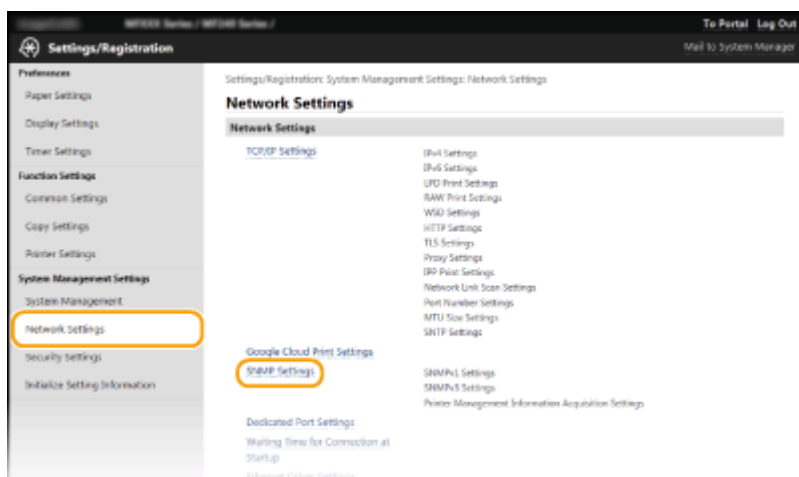 MFXXX Series / MF240 Series /
To Portal Log Out
Settings/Registration
Mail to System Manager
Preferences
Paper Settings
Display Settings
Timer Settings
Function Settings
Common Settings
Copy Settings
Printer Settings
System Management Settings
System Management
Network Settings
Security Settings
Initialize Setting Information
Settings/Registration: System Management Settings: Network Settings
Network Settings
Network Settings
TCP/IP Settings
IPv4 Settings
IPv6 Settings
LPD Print Settings
RAW Print Settings
WSD Settings
HTTP Settings
TLS Settings
Proxy Settings
IPP Print Settings
Network Link Scan Settings
Port Number Settings
MTU Size Settings
SNTP Settings
Google Cloud Print Settings
SNMP Settings
SNMPv1 Settings
SNMPv3 Settings
Printer Management Information Acquisition Settings
Dedicated Port Settings
Waiting Time for Connection at
Startup